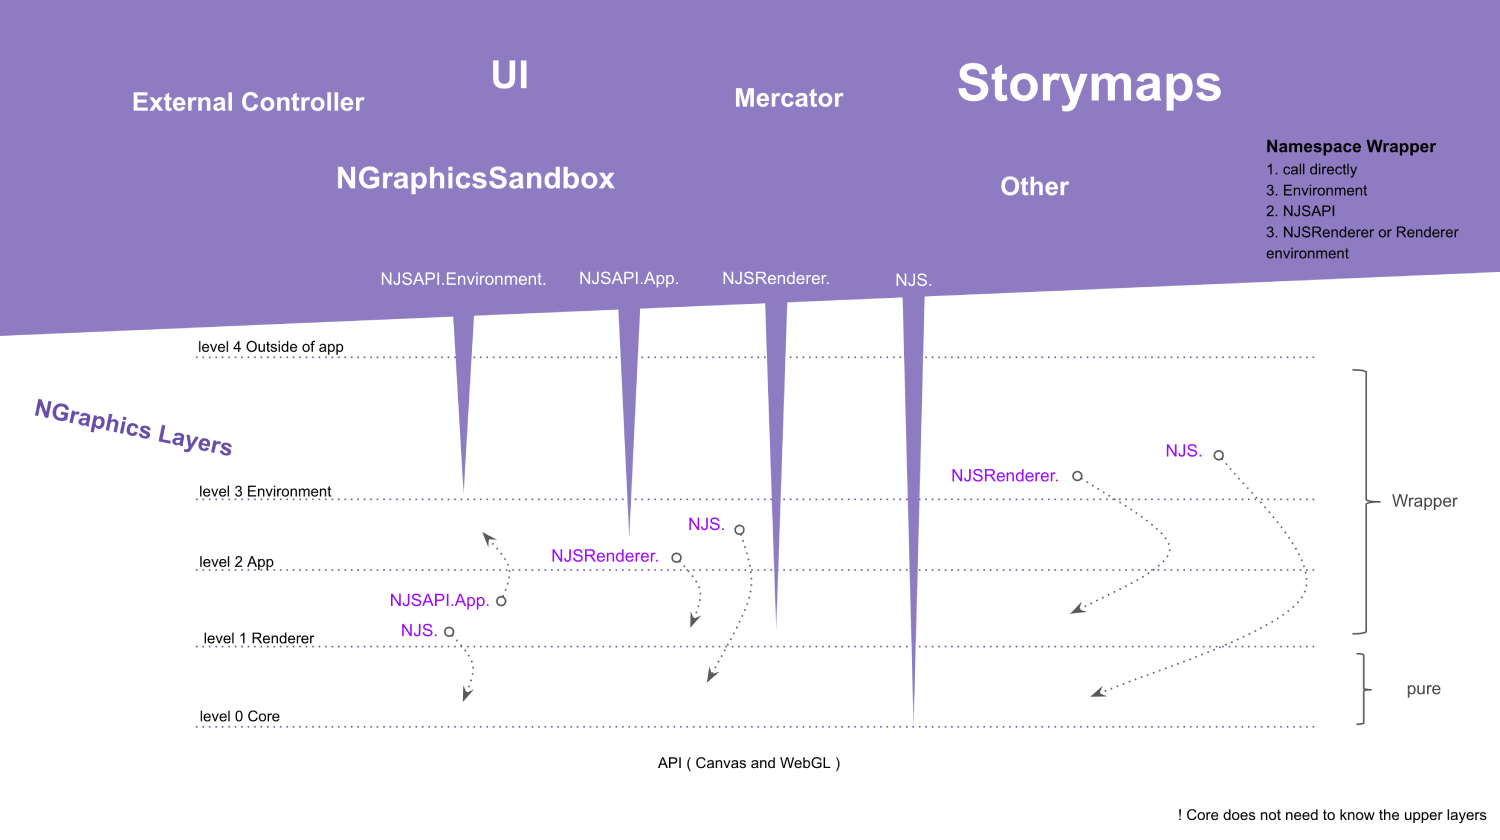 UI
Storymaps
External Controller
Mercator
Namespace Wrapper
1. call directly
3. Environment
2. NJSAPI
3. NJSRenderer or Renderer
environment
NGraphicsSandbox
Other
NJSAPI.Environment.
NJSAPI.App.
NJSRenderer.
NJS.
level 4 Outside of app
NGraphics Layers
NJS.
NJSRenderer.
level 3 Environment
Wrapper
NJS.
NJSRenderer.
level 2 App
NJSAPI.App.
NJS.
level 1 Renderer
pure
level 0 Core
API ( Canvas and WebGL )
! Core does not need to know the upper layers